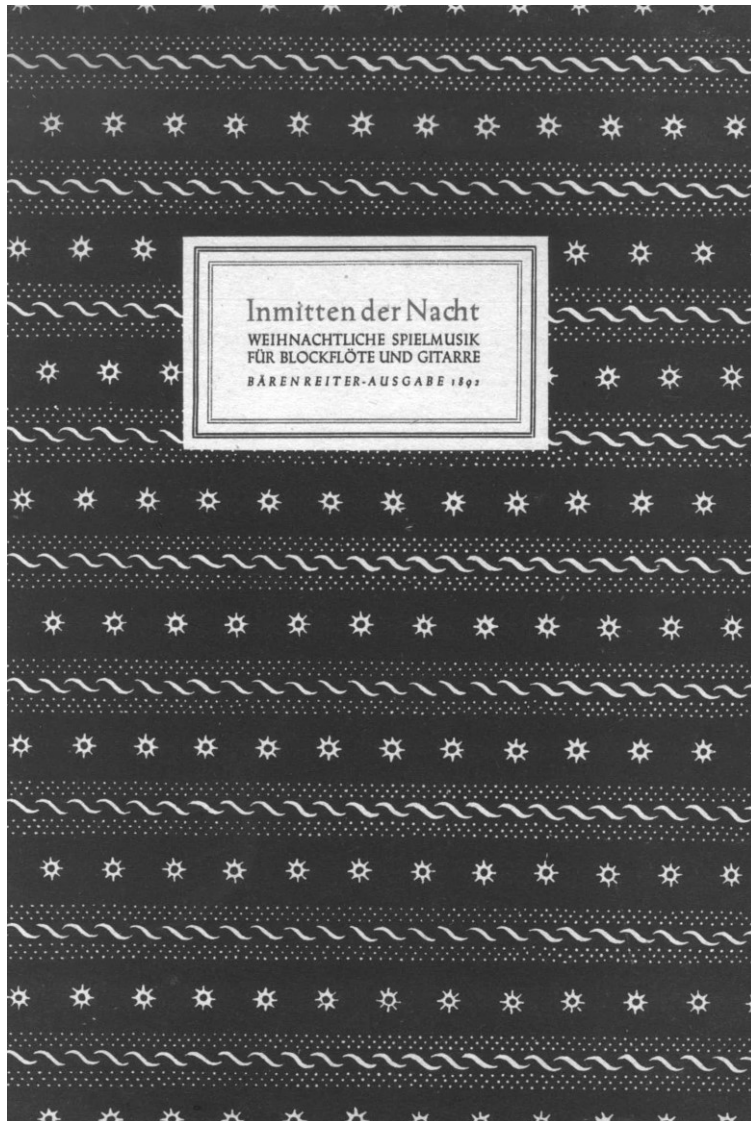 Inmitten der Nacht
WEIHNACHTLICHE SPIELMUSIK
FÜR BLOCKFLÖTE UND GITARRE
BÄRENREITER-AUSGABE 1892